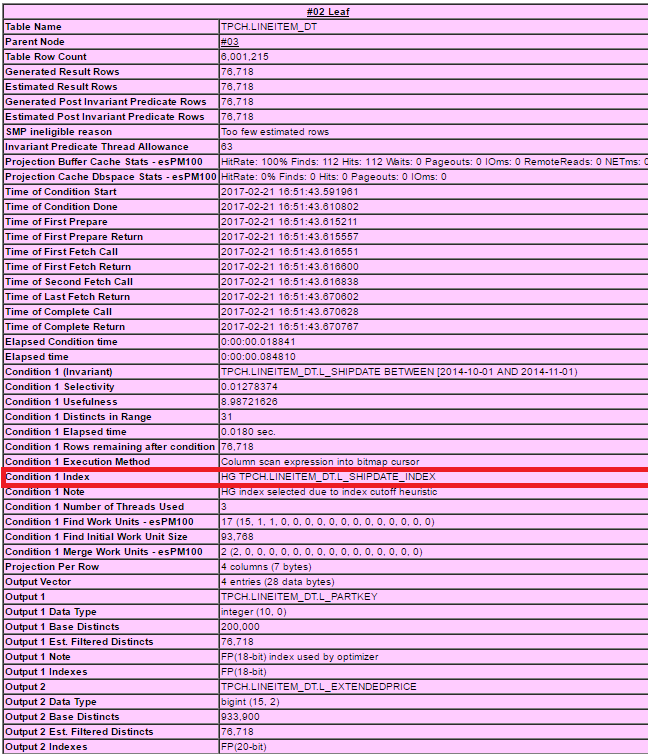 #02 Leaf
Table Name TPCH.LINEITEM_DT
Parent Node #03
Table Row Count 6,001,215
Generated Result Rows 76,718
Estimated Result Rows 76,718
Generated Post Invariant Predicate Rows 76,718
Estimated Post Invariant Predicate Rows 76,718
SMP ineligible reason Too few estimated rows
Invariant Predicate Thread Allowance 63
Projection Buffer Cache Stats - esPM100 HitRate: 100% Finds: 112 Hits: 112 Waits: 0 Pageouts: 0 IOms: 0 RemoteReads: 0 NETms: 0
Projection Cache Dbspace Stats - esPM100 HitRate: 0% Finds: 0 Hits: 0 Pageouts: 0 IOms: 0
Time of Condition Start 2017-02-21 16:51:43.591961
Time of Condition Done 2017-02-21 16:51:43.610802
Time of First Prepare 2017-02-21 16:51:43.615211
Time of First Prepare Return 2017-02-21 16:51:43.615557
Time of First Fetch Call 2017-02-21 16:51:43.616551
Time of First Fetch Return 2017-02-21 16:51:43.616600
Time of Second Fetch Call 2017-02-21 16:51:43.616838
Time of Last Fetch Return 2017-02-21 16:51:43.670602
Time of Complete Call 2017-02-21 16:51:43.670628
Time of Complete Return 2017-02-21 16:51:43.670767
Elapsed Condition time 0:00:00.018841
Elapsed time 0:00:00.084810
Condition 1 (Invariant) TPCH.LINEITEM_DT.L_SHIPDATE BETWEEN [2014-10-01 AND 2014-11-01)
Condition 1 Selectivity 0.01278374
Condition 1 Usefulness 8.98721626
Condition 1 Distincts in Range 31
Condition 1 Elapsed time 0.0180 sec.
Condition 1 Rows remaining after condition 76,718
Condition 1 Execution Method Column scan expression into bitmap cursor
Condition 1 Index HG TPCH.LINEITEM_DT.L_SHIPDATE_INDEX
Condition 1 Note HG index selected due to index cutoff heuristic
Condition 1 Number of Threads Used 3
Condition 1 Find Work Units - esPM100 17 (15, 1, 1, 0, 0, 0, 0, 0, 0, 0, 0, 0, 0, 0, 0, 0)
Condition 1 Find Initial Work Unit Size 93,768
Condition 1 Merge Work Units - esPM100 2 (2, 0, 0, 0, 0, 0, 0, 0, 0, 0, 0, 0, 0, 0, 0, 0)
Projection Per Row 4 columns (7 bytes)
Output Vector 4 entries (28 data bytes)
Output 1 TPCH.LINEITEM_DT.L_PARTKEY
Output 1 Data Type integer (10, 0)
Output 1 Base Distincts 200,000
Output 1 Est. Filtered Distincts 76,718
Output 1 Note FP(18-bit) index used by optimizer
Output 1 Indexes FP(18-bit)
Output 2 TPCH.LINEITEM_DT.L_EXTENDEDPRICE
Output 2 Data Type bigint (15, 2)
Output 2 Base Distincts 933,900
Output 2 Est. Filtered Distincts 76,718
Output 2 Indexes FP(20-bit)